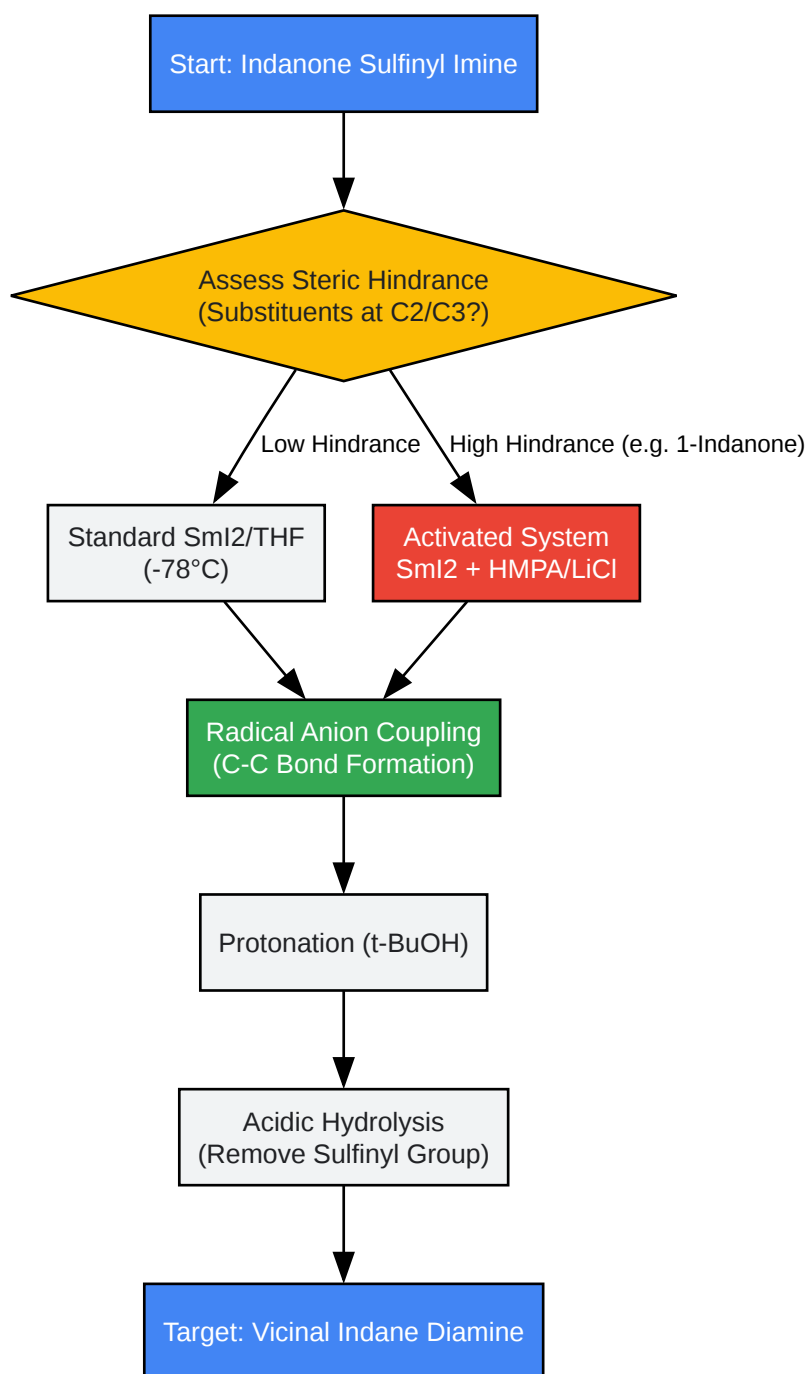 Start: Indanone Sulfinyl Imine
Assess Steric Hindrance
(Substituents at C2/C3?)
Low Hindrance
High Hindrance (e.g. 1-Indanone)
Standard SmI2/THF
(-78°C)
Activated System
SmI2 + HMPA/LiCl
Radical Anion Coupling
(C-C Bond Formation)
Protonation (t-BuOH)
Acidic Hydrolysis
(Remove Sulfinyl Group)
Target: Vicinal Indane Diamine